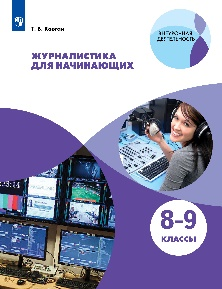 ВНЕУРОЧНАЯ
ДЕЯТЕЛЬНОСТЬ
Т. В. Ковган
ЖУРНАЛИСТИКА
ДЛЯ НАЧИНАЮЩИХ
8-9
КЛАССЫ